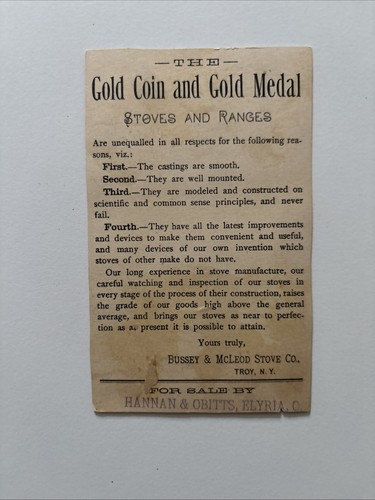 — THE —
Gold Coin and Gold Medal
STOVES AND RANGES
Are unequalled in all respects for the following rea-
sons, viz.:
First.—The castings are smooth.
Second.—They are well mounted.
Third.—They are modeled and constructed on
scientific and common sense principles, and never
fail.
Fourth.—They have all the latest improvements
and devices to make them convenient and useful,
and many devices of our own invention which
stoves of other make do not have.
Our long experience in stove manufacture, our
careful watching and inspection of our stoves in
every stage of the process of their construction, raises
the grade of our goods high above the general
average, and brings our stoves as near to perfec-
tion as at present it is possible to attain.
Yours truly,
BUSSEY & MCLEOD STOVE CO.,
TROY, N. Y.
FOR SALE BY
HANNAN & OBITTS, ELYRIA, O.